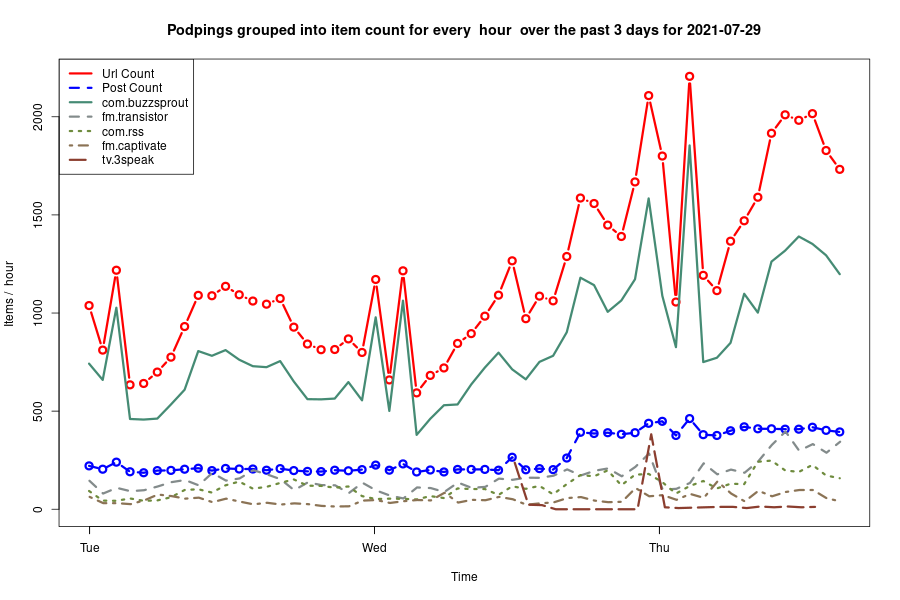 Podpings grouped into item count for every  hour  over the past 3 days for 2021-07-29
Url Count
Post Count
com.buzzsprout
fm.transistor
com.rss
fm.captivate
tv.3speak
Items /  hour
2000
1500
1000
500
0
Tue
Wed
Thu
Time